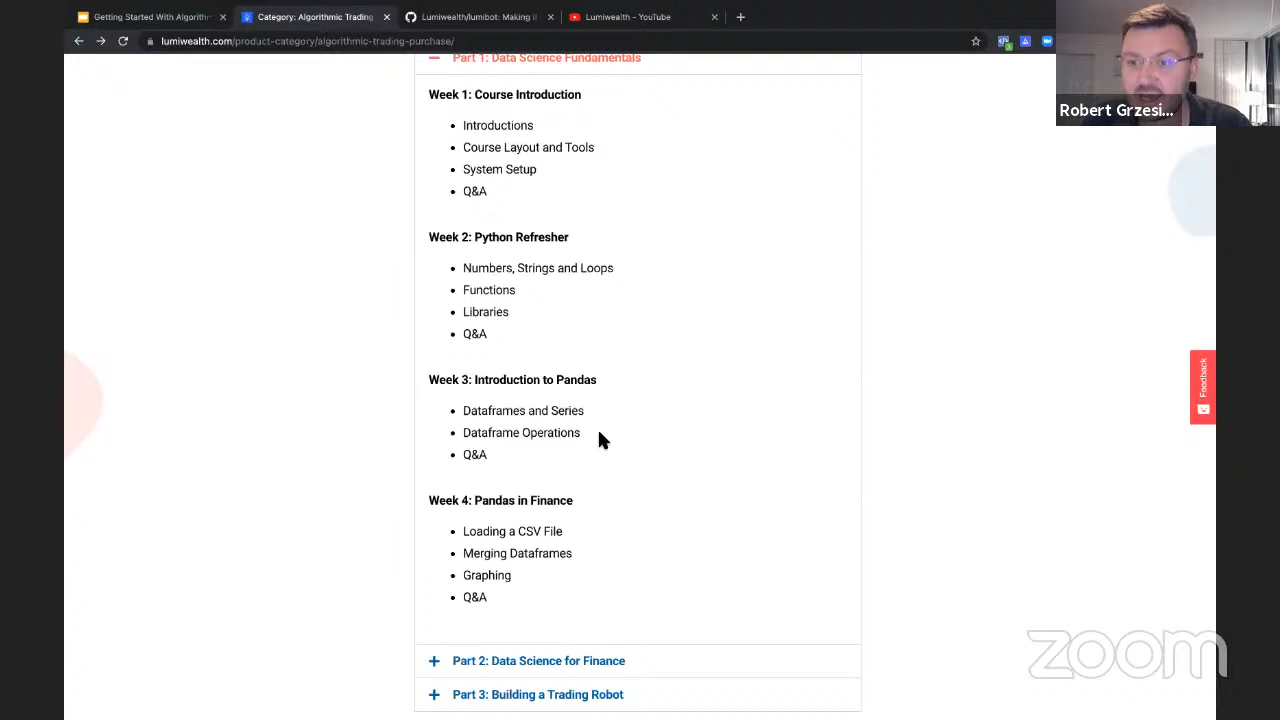 Getting Started With Algorithm
Category: Algorithmic Trading
Lumiwealth/lumibot: Making i
Lumiwealth - YouTube
lumiwealth.com/product-category/algorithmic-trading-purchase/
Robert Grzesi...
Part 1: Data Science Fundamentals
Week 1: Course Introduction
Introductions
Course Layout and Tools
System Setup
Q&A
Week 2: Python Refresher
Numbers, Strings and Loops
Functions
Libraries
Q&A
Week 3: Introduction to Pandas
Dataframes and Series
Dataframe Operations
Q&A
Feedback
Week 4: Pandas in Finance
Loading a CSV File
Merging Dataframes
Graphing
Q&A
Part 2: Data Science for Finance
Part 3: Building a Trading Robot
zoom